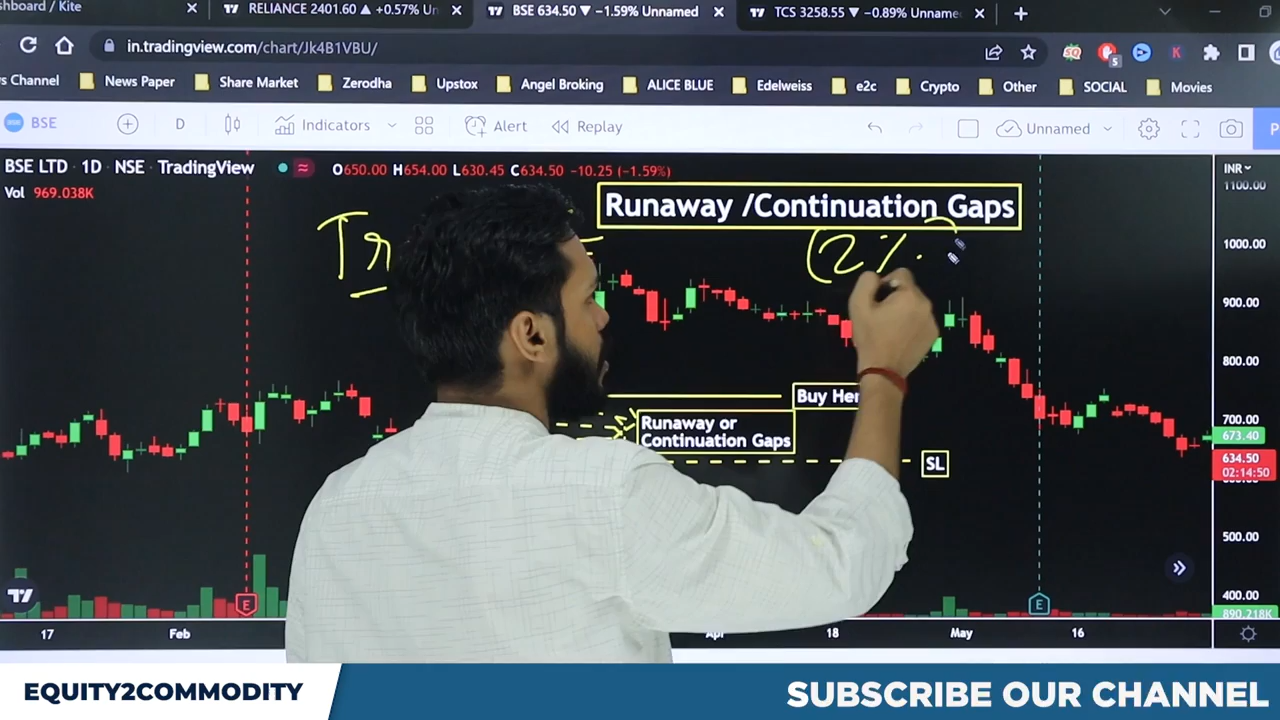 shboard / Kite
RELIANCE 2401.60 ▲ +0.57% Un
BSE 634.50 ▼ −1.59% Unnamed
TCS 3258.55 ▼ −0.89% Unname
in.tradingview.com/chart/Jk4B1VBU/
s Channel
News Paper
Share Market
Zerodha
Upstox
Angel Broking
ALICE BLUE
Edelweiss
e2c
Crypto
Other
SOCIAL
Movies
BSE
D
Indicators
Alert
Replay
Unnamed
P
BSE LTD · 1D · NSE · TradingView
O650.00 H654.00 L630.45 C634.50 −10.25 (−1.59%)
INR
Vol 969.038K
Runaway /Continuation Gaps
Tr
(2%.)
1100.00
1000.00
900.00
800.00
700.00
673.40
634.50
02:14:50
500.00
400.00
890.218K
Buy Her
Runaway or
Continuation Gaps
SL
E
E
17
Feb
Apr
18
May
16
EQUITY2COMMODITY
SUBSCRIBE OUR CHANNEL